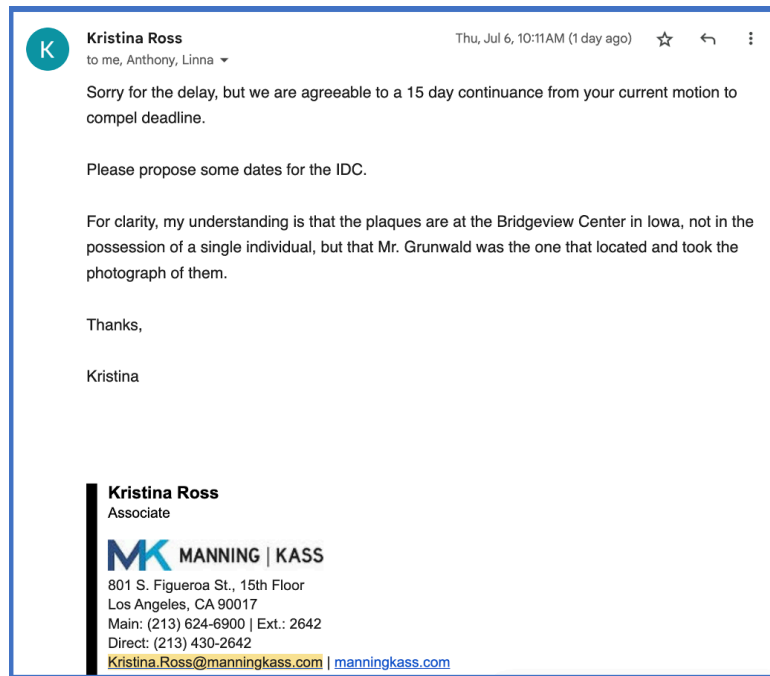 K
Kristina Ross
Thu, Jul 6, 10:11 AM (1 day ago)
to me, Anthony, Linna
Sorry for the delay, but we are agreeable to a 15 day continuance from your current motion to
compel deadline.
Please propose some dates for the IDC.
For clarity, my understanding is that the plaques are at the Bridgeview Center in Iowa, not in the
possession of a single individual, but that Mr. Grunwald was the one that located and took the
photograph of them.
Thanks,
Kristina
Kristina Ross
Associate
MK MANNING | KASS
801 S. Figueroa St., 15th Floor
Los Angeles, CA 90017
Main: (213) 624-6900 | Ext.: 2642
Direct: (213) 430-2642
Kristina.Ross@manningkass.com | manningkass.com